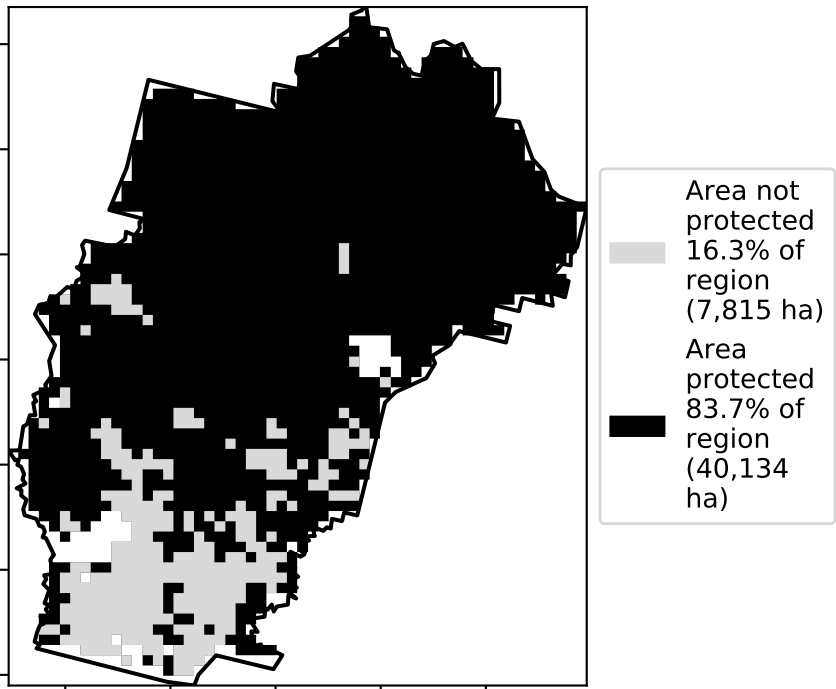 Area not
protected
16.3% of
region
(7,815 ha)
Area
protected
83.7% of
region
(40,134
ha)